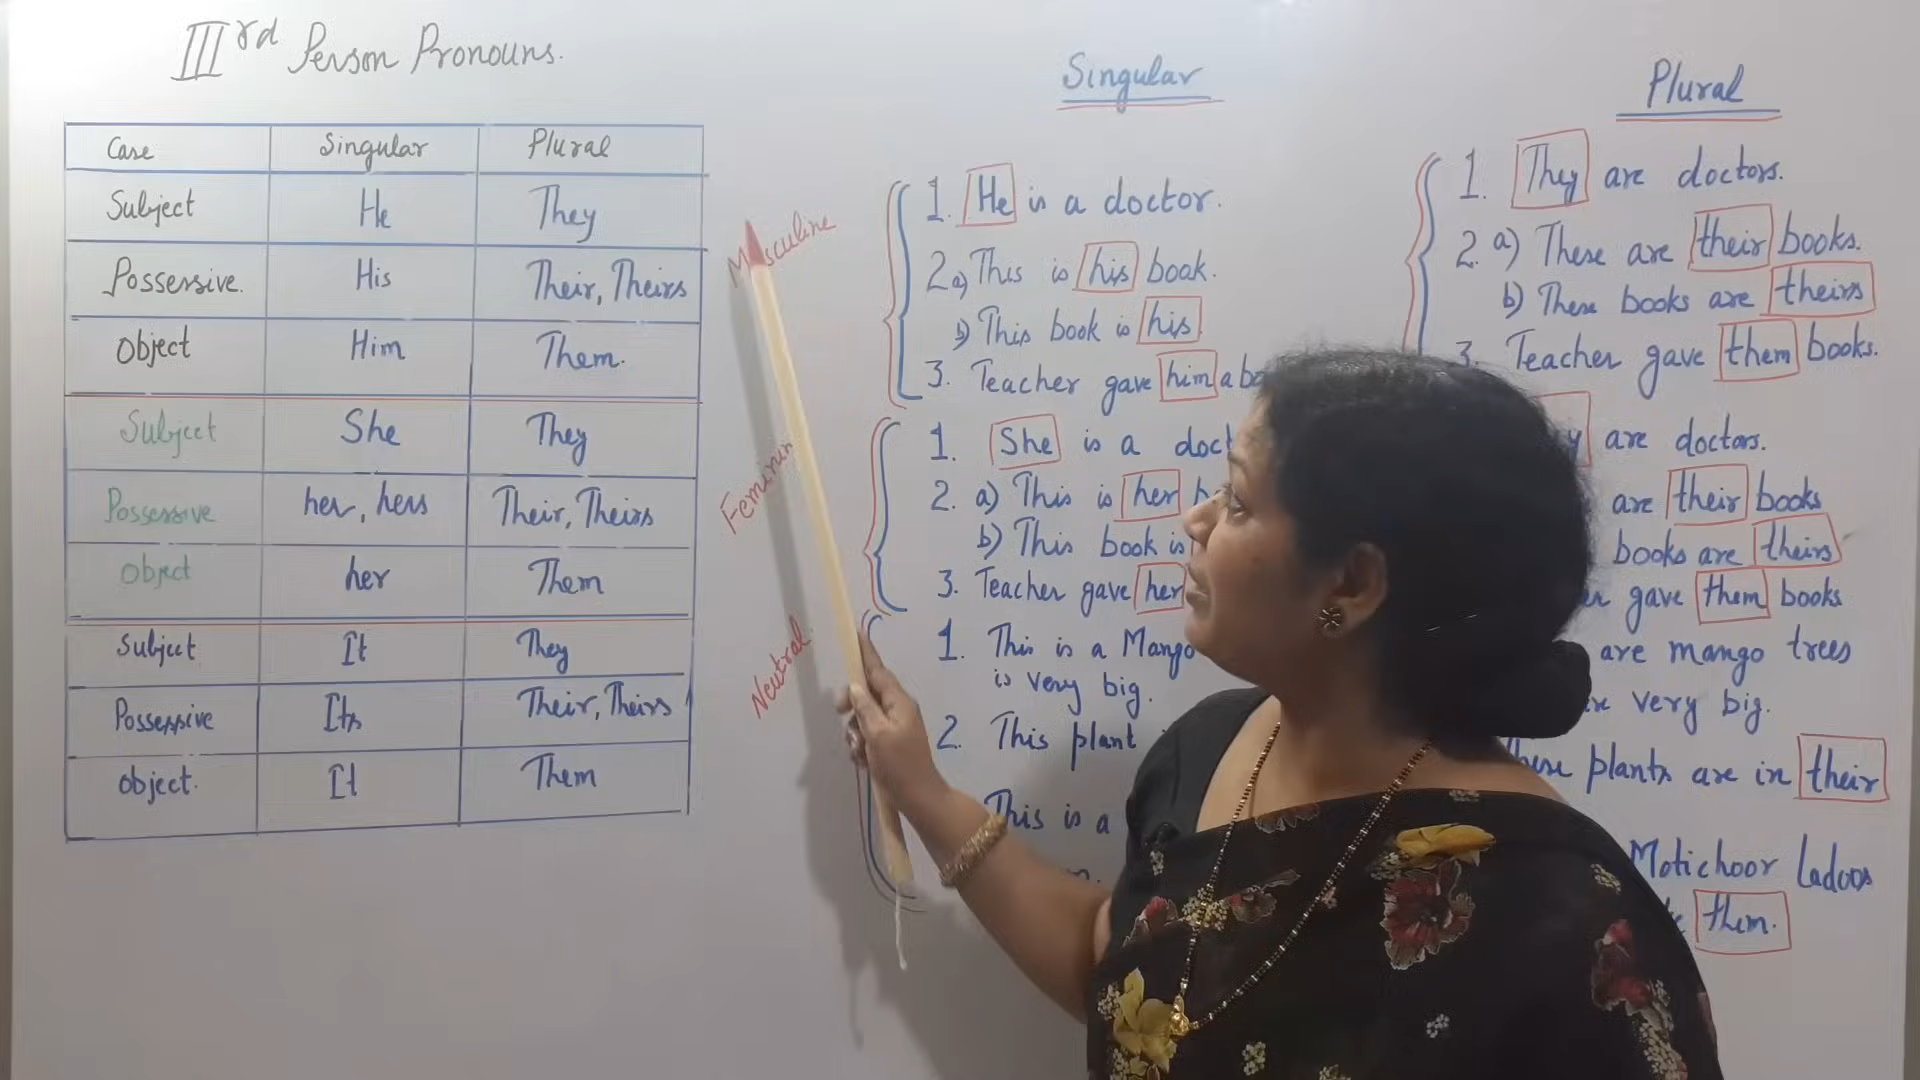 IIIrd Person Pronouns.
Case Singular Plural
Subject He They
Possessive. His Their, Theirs
Object Him Them.
Subject She They
Possessive her, hers Their, Theirs
Object her Them
Subject It They
Possessive Its Their, Theirs
Object. It Them
Masculine
Feminin
Neutral
Singular
1. He is a doctor.
2 a) This is his book.
b) This book is his.
3. Teacher gave him a bo
1. She is a doct
2. a) This is her b
b) This book is
3. Teacher gave her
1. This is a Mango
is very big.
2. This plant
This is a
Plural
1. They are doctors.
2. a) These are their books.
b) These books are theirs
3. Teacher gave them books.
are doctors.
are their books
books are theirs
gave them books
are mango trees
very big.
plants are in their
Motichoor ladoos
them.